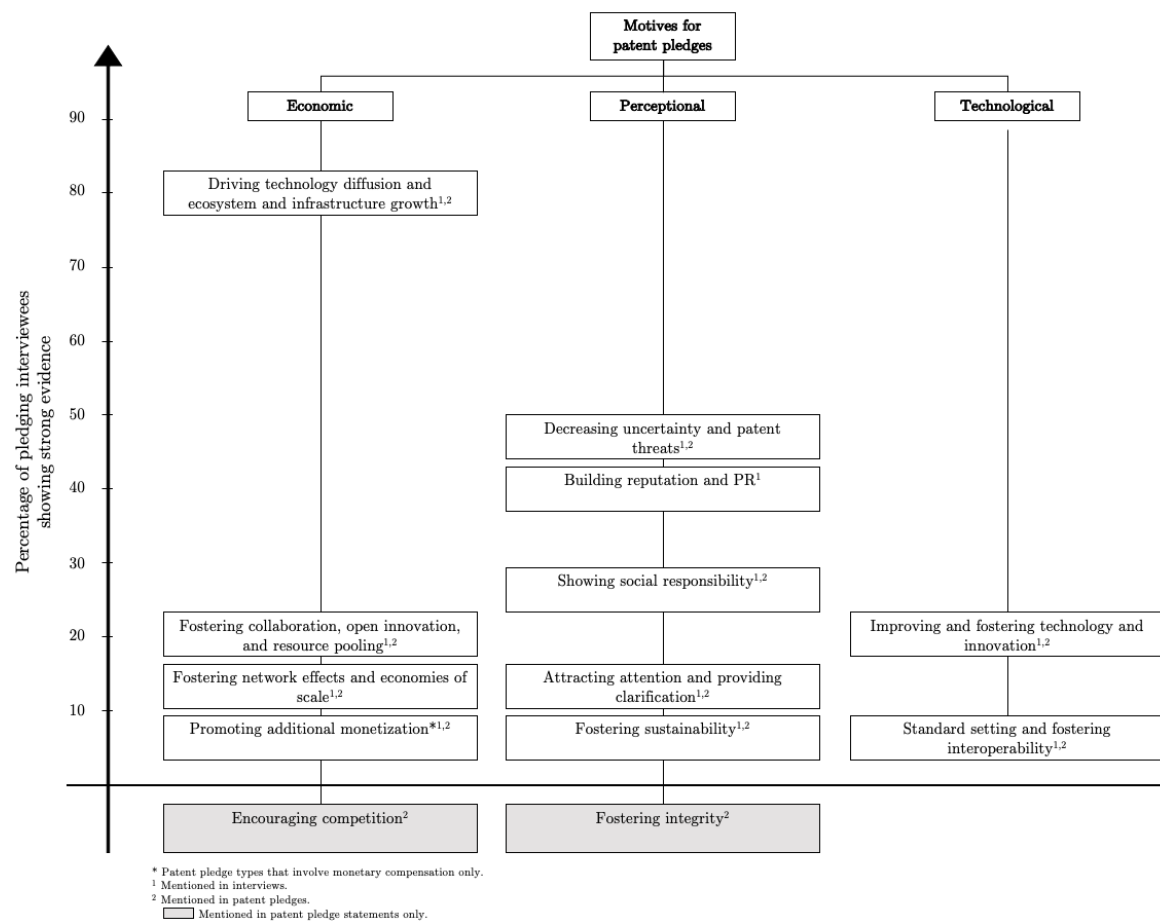 Motives for
patent pledges
Economic
Perceptional
Technological
Percentage of pledging interviewees
showing strong evidence
90
80
70
60
50
40
30
20
10
Driving technology diffusion and
ecosystem and infrastructure growth¹,²
Decreasing uncertainty and patent
threats¹,²
Building reputation and PR¹
Showing social responsibility¹,²
Fostering collaboration, open innovation,
and resource pooling¹,²
Improving and fostering technology and
innovation¹,²
Fostering network effects and economies of
scale¹,²
Attracting attention and providing
clarification¹,²
Promoting additional monetization*¹,²
Fostering sustainability¹,²
Standard setting and fostering
interoperability¹,²
Encouraging competition²
Fostering integrity²
* Patent pledge types that involve monetary compensation only.
¹ Mentioned in interviews.
² Mentioned in patent pledges.
Mentioned in patent pledge statements only.